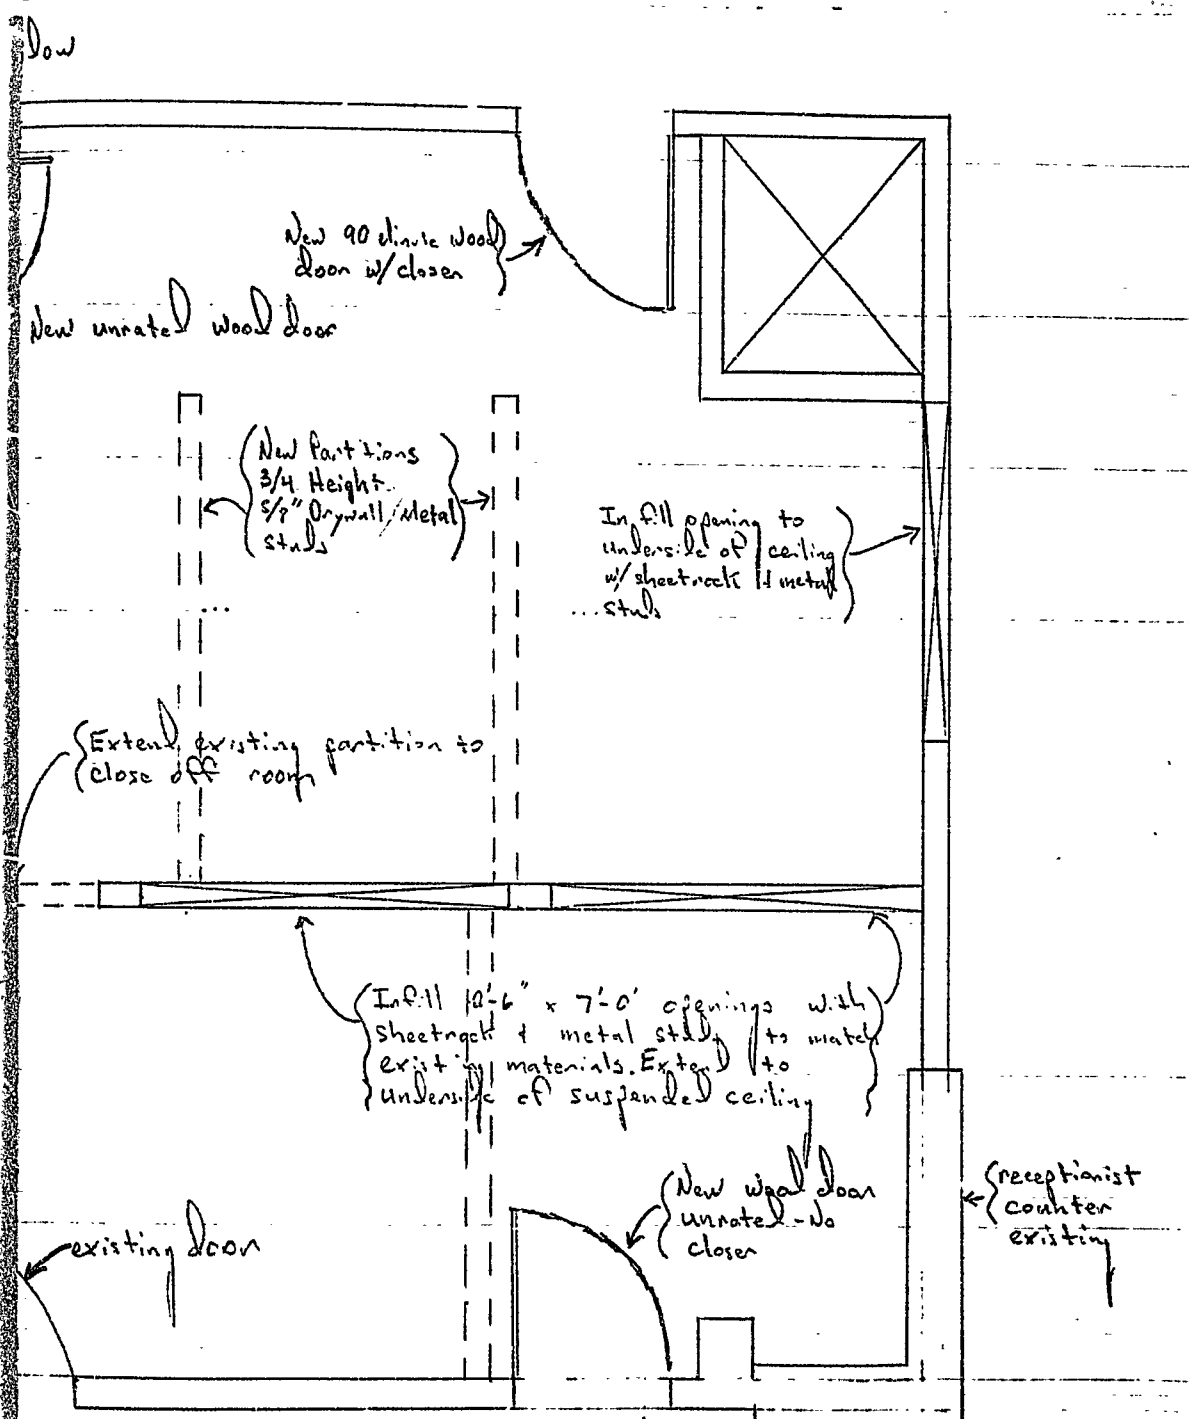 New 90 Minute wood
door w/closer
New unrated wood door
New Partitions
3/4 Height
5/8" Drywall/Metal
studs
Infill opening to
underside of ceiling
w/sheetrock & metal
studs
Extend existing partition to
close off room
Infill x 7'-0" openings with
sheetrock & metal studs to match
existing materials. Extend to
underside of suspended ceiling
New wood door
unrated - No
closer
receptionist
counter
existing
existing door